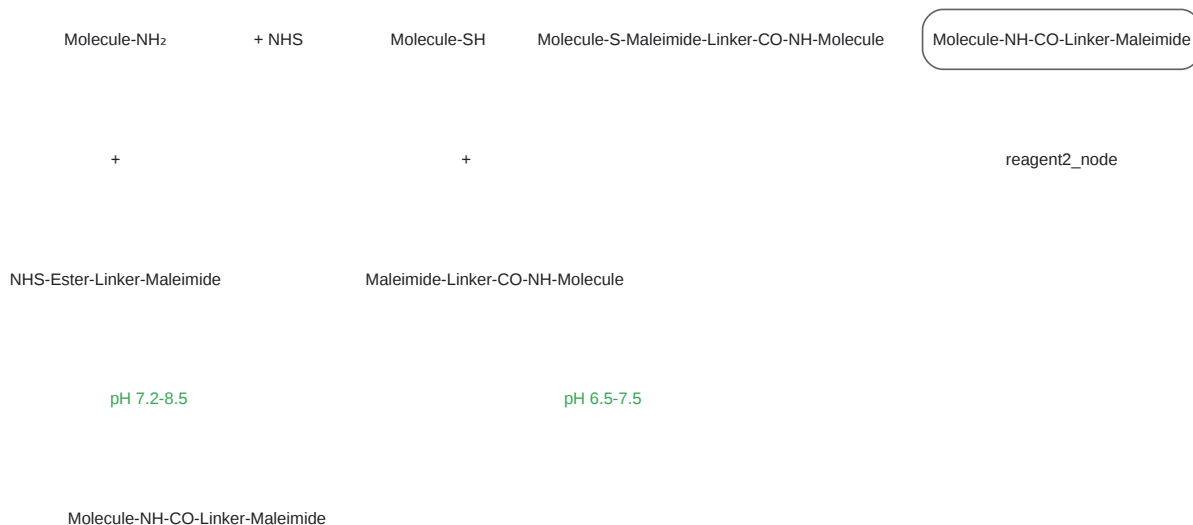 Molecule-NH₂
+ NHS
Molecule-SH
Molecule-S-Maleimide-Linker-CO-NH-Molecule
Molecule-NH-CO-Linker-Maleimide
+
+
reagent2_node
NHS-Ester-Linker-Maleimide
Maleimide-Linker-CO-NH-Molecule
pH 7.2-8.5
pH 6.5-7.5
Molecule-NH-CO-Linker-Maleimide